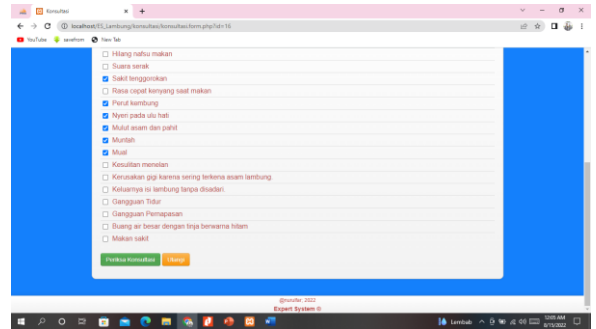 Konsultasi
localhost/ES_Lambung/konsultasi/konsultasi.form.php?id=16
YouTube savefrom New Tab
Hilang nafsu makan
Suara serak
Sakit tenggorokan
Rasa cepat kenyang saat makan
Perut kembung
Nyeri pada ulu hati
Mulut asam dan pahit
Muntah
Mual
Kesulitan menelan
Kerusakan gigi karena sering terkena asam lambung.
Keluarnya isi lambung tanpa disadari.
Gangguan Tidur
Gangguan Pernapasan
Buang air besar dengan tinja berwarna hitam
Makan sakit
Periksa Konsultasi Ulangi
Expert System ©
Lembab 12:05 AM
8/13/2022